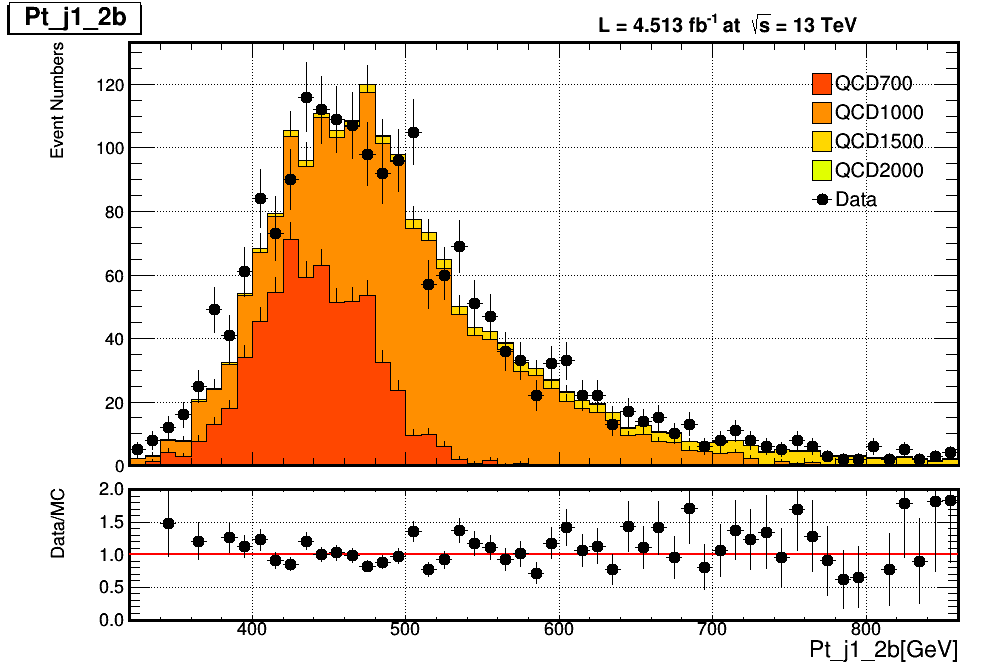 Pt_j1_2b
L = 4.513 fb⁻¹ at √s = 13 TeV
Event Numbers
120
100
80
60
40
20
0
QCD700
QCD1000
QCD1500
QCD2000
Data
Data/MC
2.0
1.5
1.0
0.5
0.0
400 500 600 700 800
Pt_j1_2b[GeV]